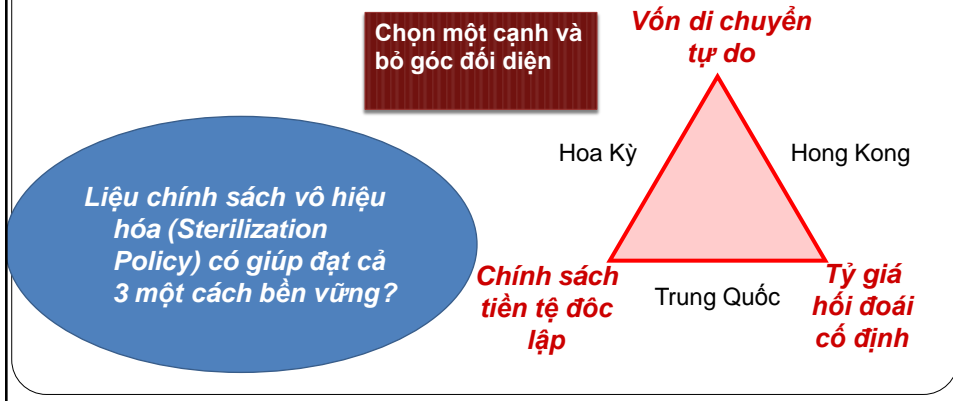 Chọn một cạnh và
bỏ góc đối diện
Vốn di chuyển
tự do
Hoa Kỳ
Hong Kong
Liệu chính sách vô hiệu
hóa (Sterilization
Policy) có giúp đạt cả
3 một cách bền vững?
Chính sách
tiền tệ đôc
lập
Trung Quốc
Tỷ giá
hối đoái
cố định